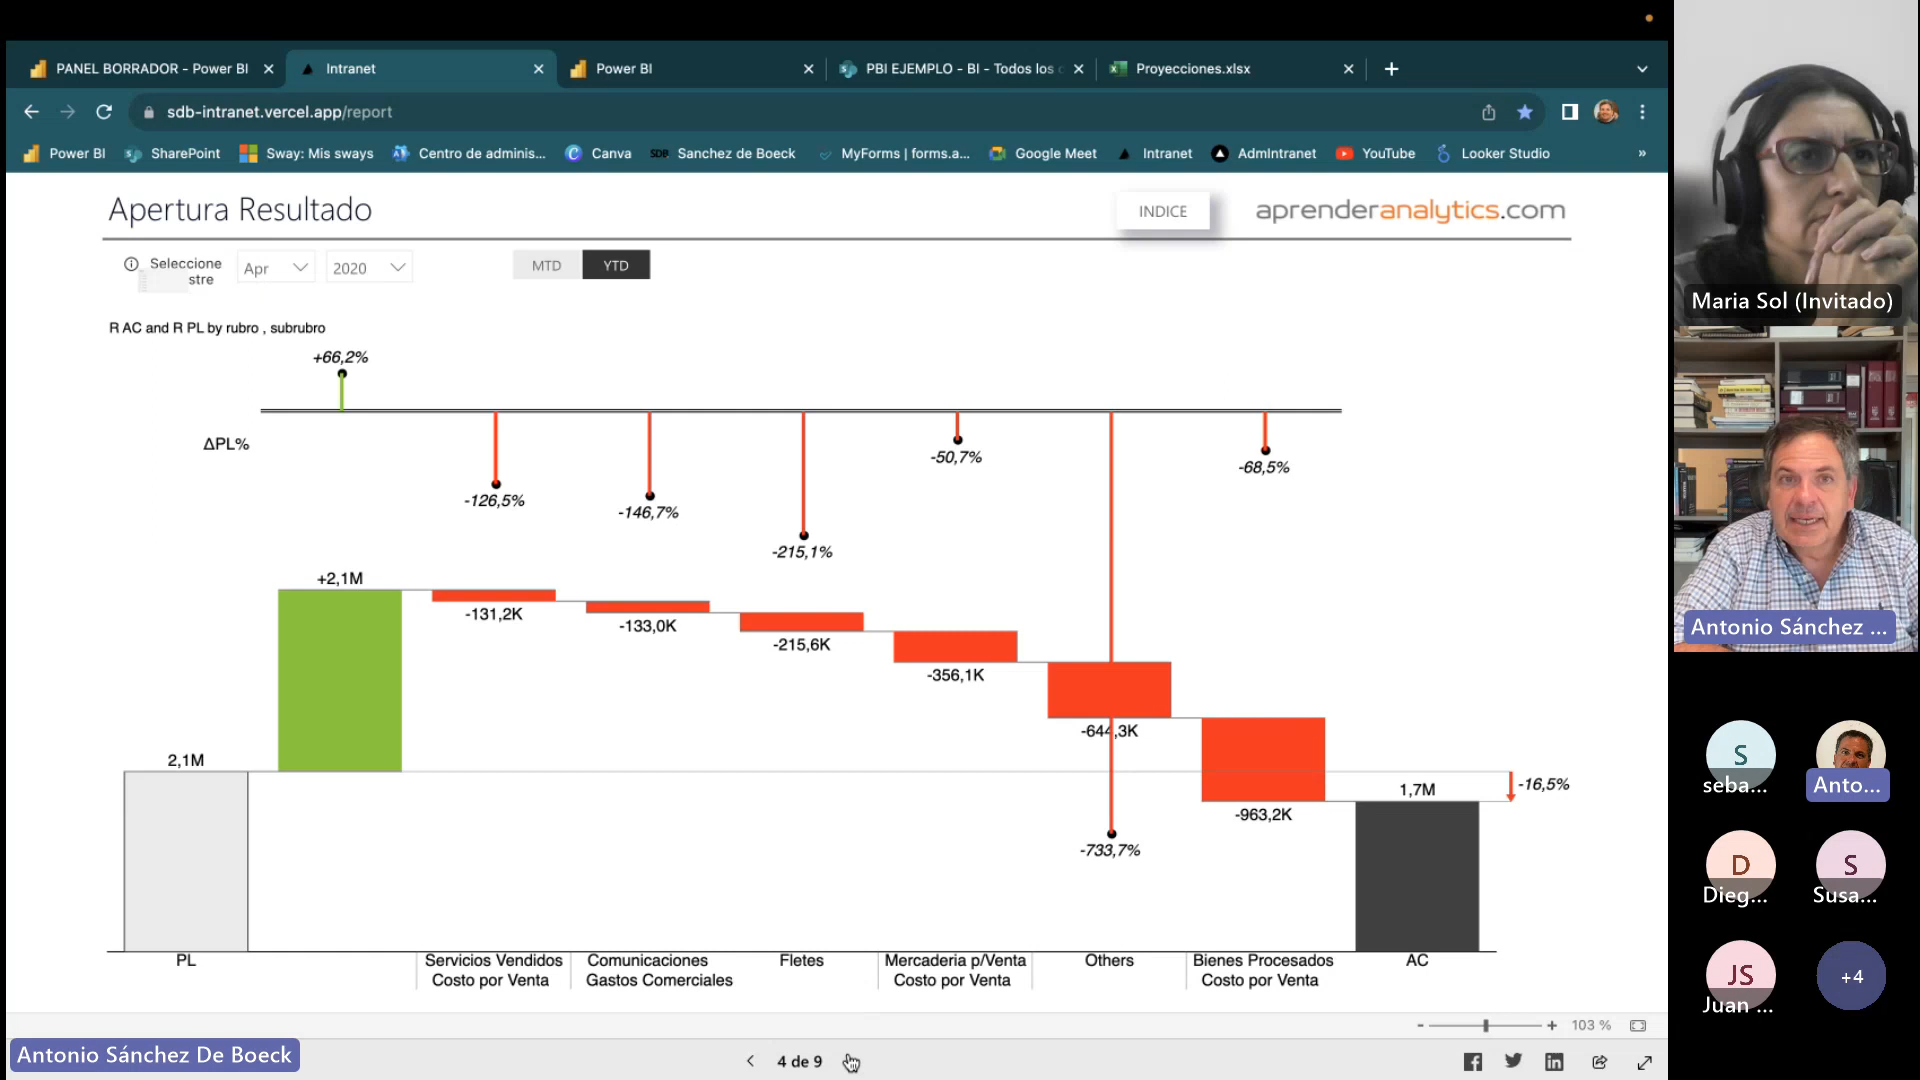 PANEL BORRADOR - Power BI
Intranet
Power BI
PBI EJEMPLO - BI - Todos los
Proyecciones.xlsx
sdb-intranet.vercel.app/report
Power BI
SharePoint
Sway: Mis sways
Centro de adminis...
Canva
SDB
Sanchez de Boeck
MyForms | forms.a...
Google Meet
Intranet
AdmIntranet
YouTube
Looker Studio
»
Apertura Resultado
INDICE
aprenderanalytics.com
Seleccione
stre
Apr
2020
MTD
YTD
R AC and R PL by rubro , subrubro
+66,2%
ΔPL%
-126,5%
-146,7%
-215,1%
-50,7%
-68,5%
-733,7%
2,1M
+2,1M
-131,2K
-133,0K
-215,6K
-356,1K
-644,3K
-963,2K
1,7M
-16,5%
PL
Servicios Vendidos
Costo por Venta
Comunicaciones
Gastos Comerciales
Fletes
Mercaderia p/Venta
Costo por Venta
Others
Bienes Procesados
Costo por Venta
AC
- + 103 %
Antonio Sánchez De Boeck
4 de 9
Maria Sol (Invitado)
Antonio Sánchez ...
S
seba...
Anto...
D
Dieg...
S
Susa...
JS
Juan ...
+4